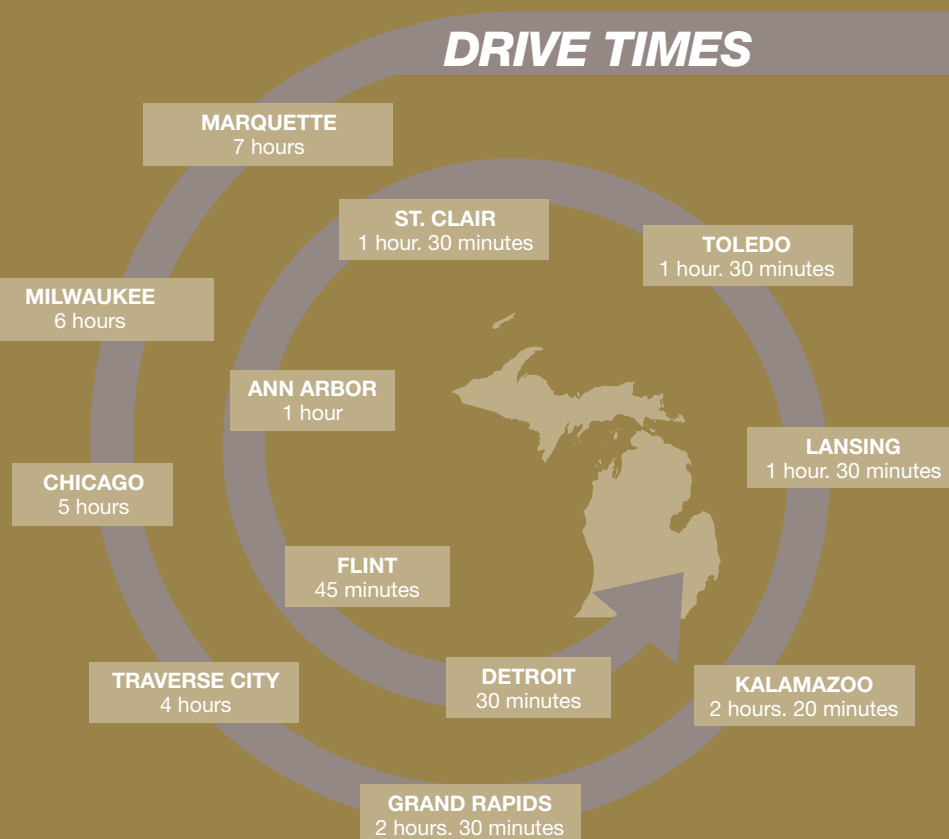 DRIVE TIMES
MARQUETTE
7 hours
ST. CLAIR
1 hour. 30 minutes
TOLEDO
1 hour. 30 minutes
MILWAUKEE
6 hours
ANN ARBOR
1 hour
LANSING
1 hour. 30 minutes
CHICAGO
5 hours
FLINT
45 minutes
TRAVERSE CITY
4 hours
DETROIT
30 minutes
KALAMAZOO
2 hours. 20 minutes
GRAND RAPIDS
2 hours. 30 minutes